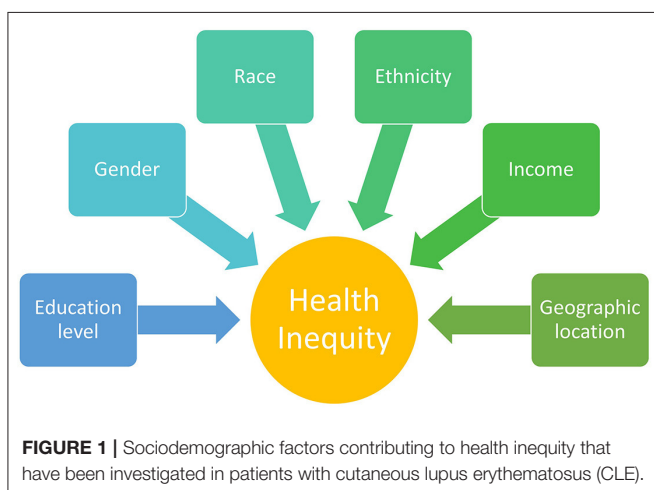 Race
Ethnicity
Gender
Income
Education
level
Health
Inequity
Geographic
location
FIGURE 1 | Sociodemographic factors contributing to health inequity that
have been investigated in patients with cutaneous lupus erythematosus (CLE).